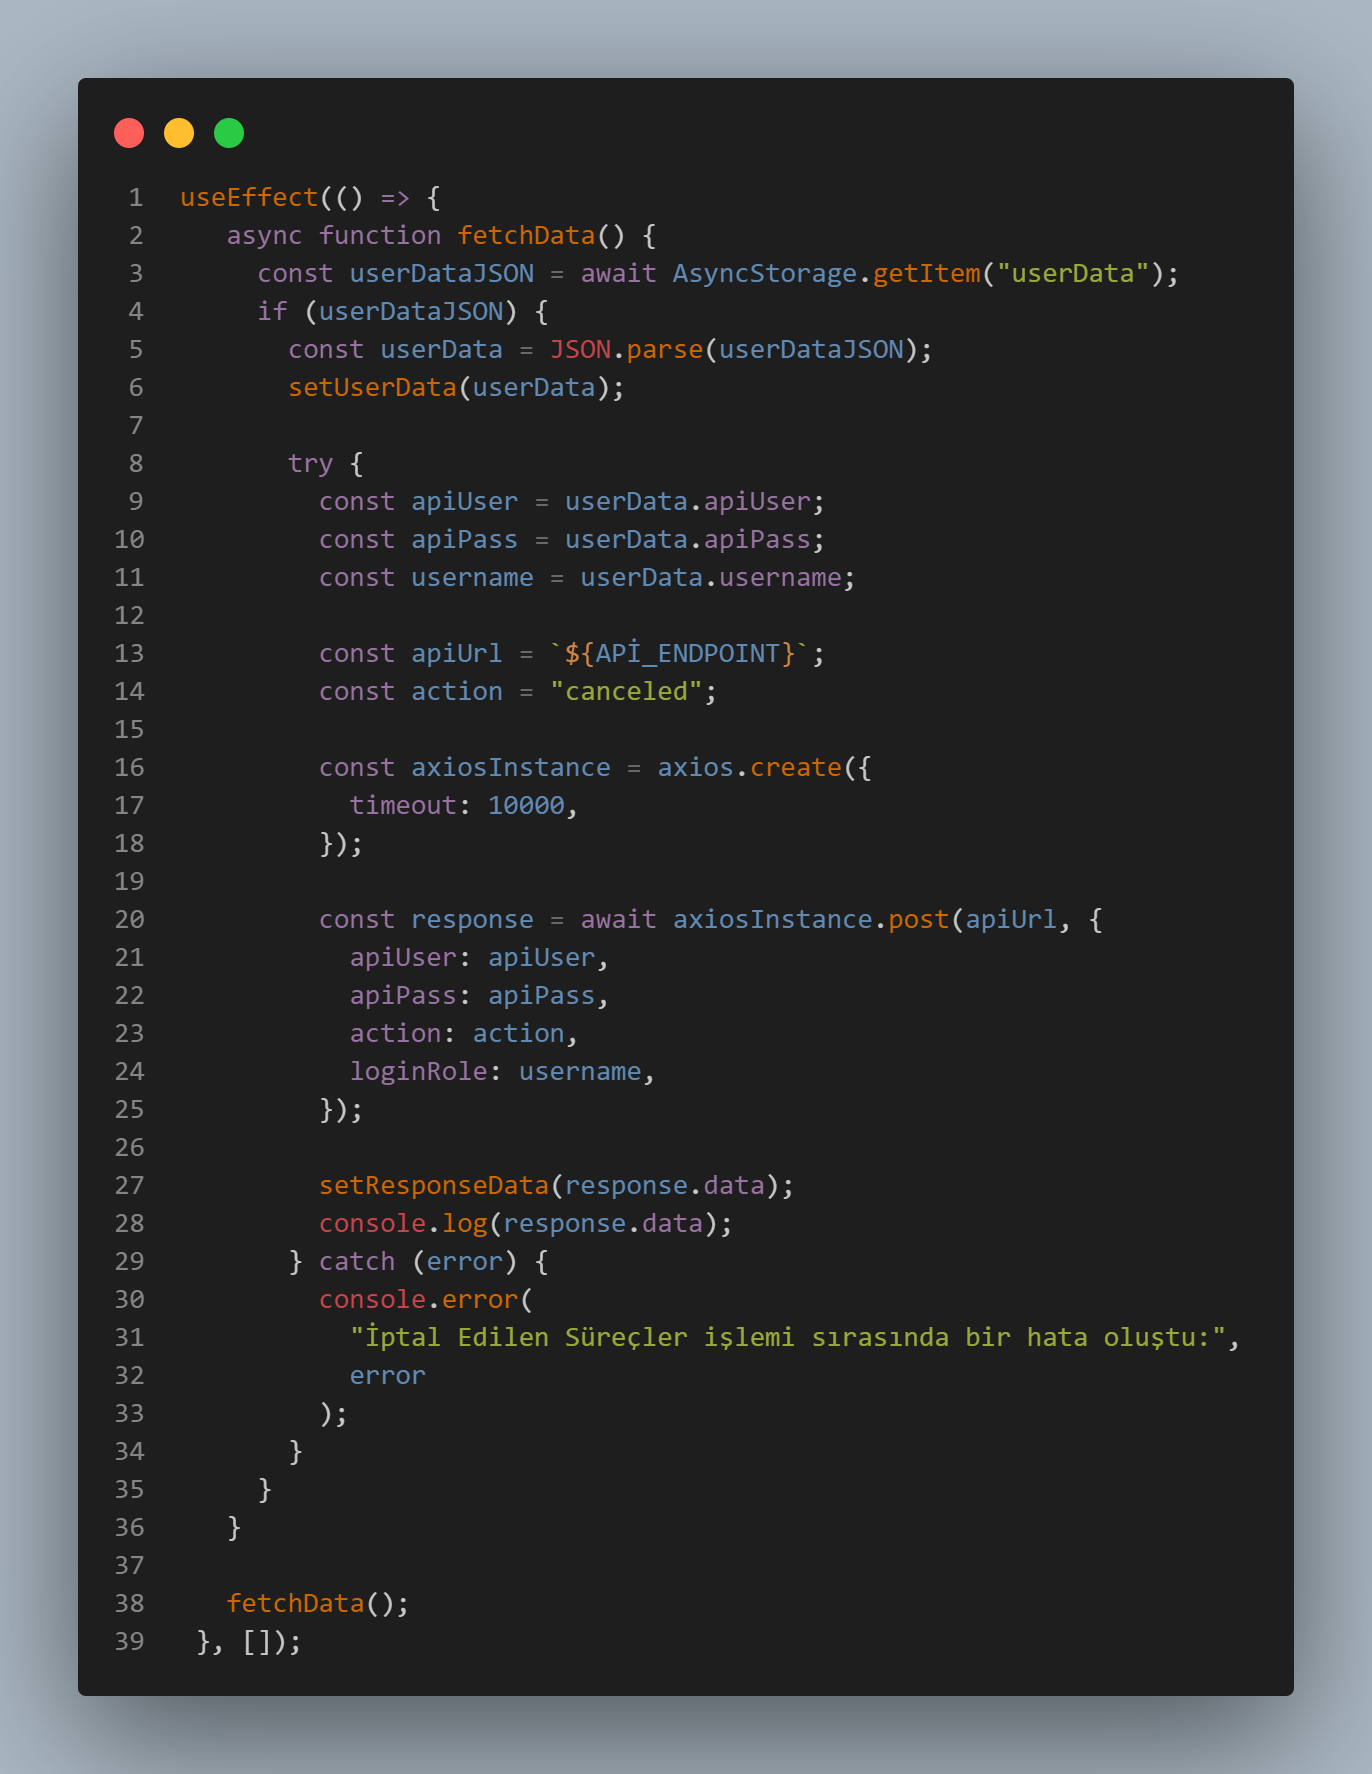 1 useEffect(() => {
2 async function fetchData() {
3 const userDataJSON = await AsyncStorage.getItem("userData");
4 if (userDataJSON) {
5 const userData = JSON.parse(userDataJSON);
6 setUserData(userData);
7
8 try {
9 const apiUser = userData.apiUser;
10 const apiPass = userData.apiPass;
11 const username = userData.username;
12
13 const apiUrl = `${APİ_ENDPOINT}`;
14 const action = "canceled";
15
16 const axiosInstance = axios.create({
17 timeout: 10000,
18 });
19
20 const response = await axiosInstance.post(apiUrl, {
21 apiUser: apiUser,
22 apiPass: apiPass,
23 action: action,
24 loginRole: username,
25 });
26
27 setResponseData(response.data);
28 console.log(response.data);
29 } catch (error) {
30 console.error(
31 "İptal Edilen Süreçler işlemi sırasında bir hata oluştu:",
32 error
33 );
34 }
35 }
36 }
37
38 fetchData();
39 }, []);